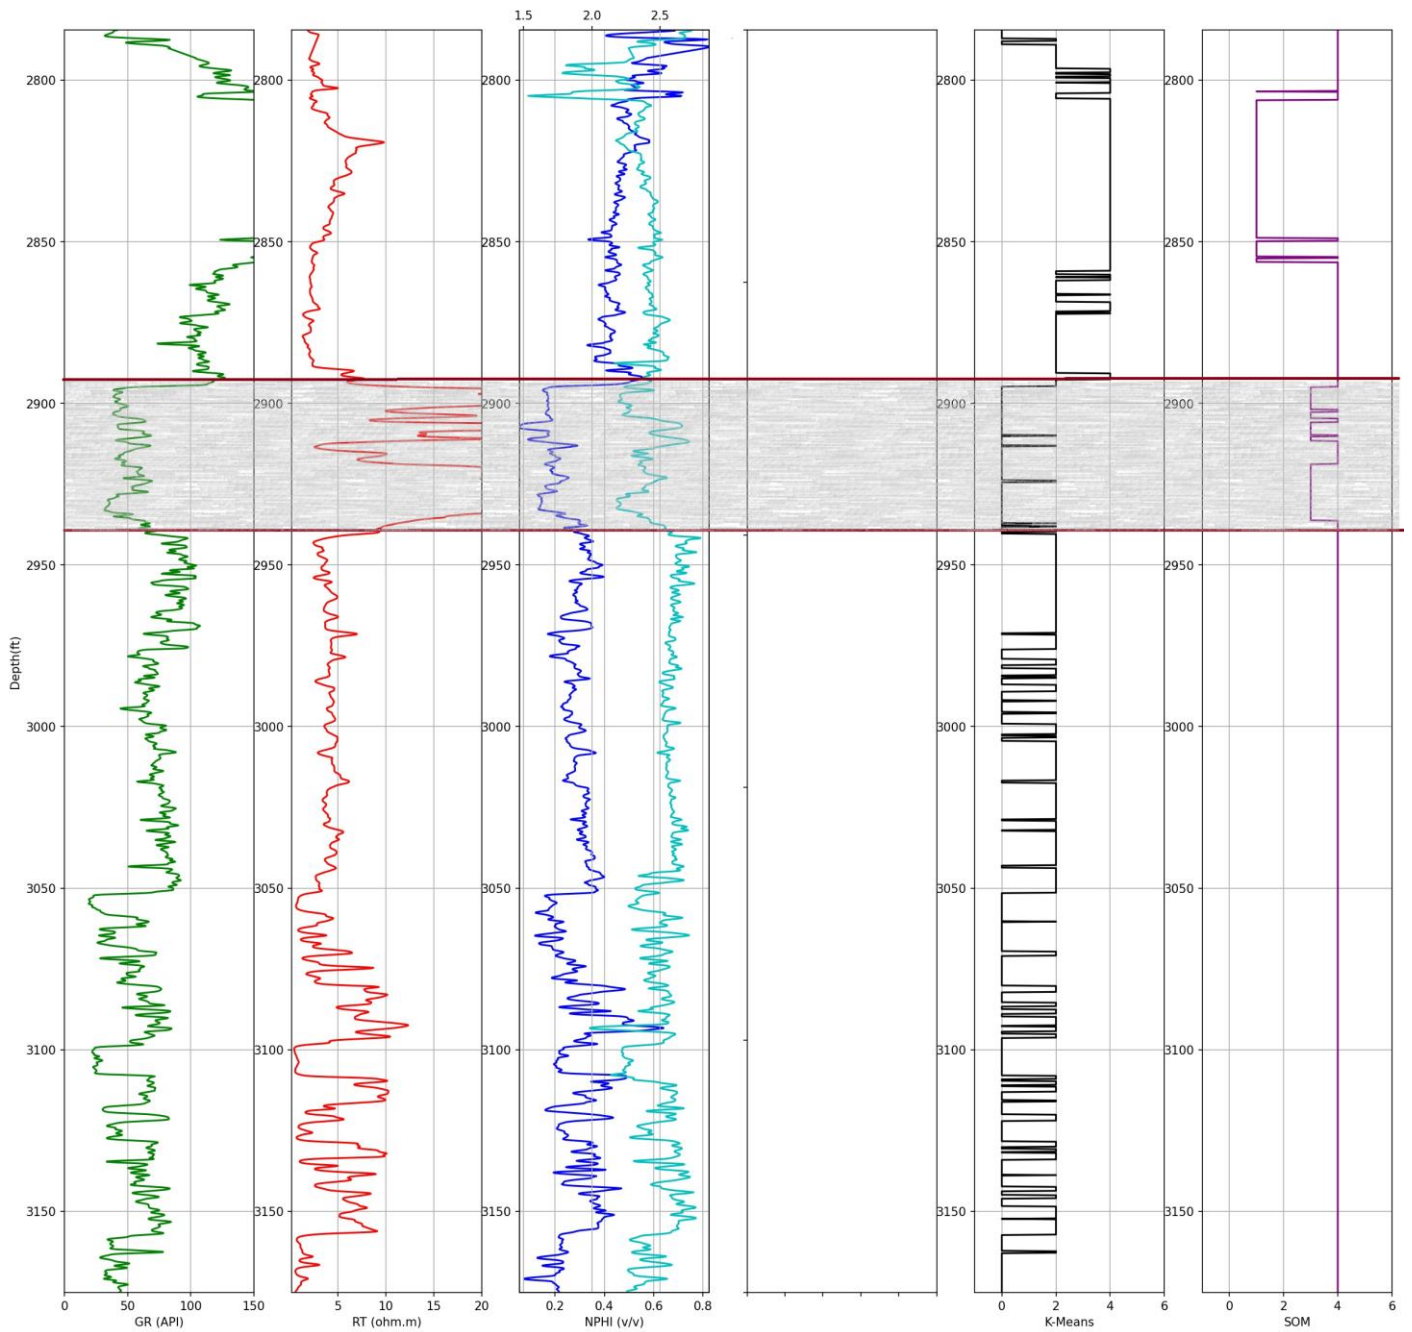 1.5 2.0 2.5
2800 2800 2800 2800 2800
2850 2850 2850 2850 2850
2900 2900 2900 2900 2900
2950 2950 2950 2950 2950
Depth(ft)
3000 3000 3000 3000 3000
3050 3050 3050 3050 3050
3100 3100 3100 3100 3100
3150 3150 3150 3150 3150
0 50 100 150 5 10 15 20 0.2 0.4 0.6 0.8 0 2 4 6 0 2 4 6
GR (API) RT (ohm.m) NPHI (v/v) K-Means SOM